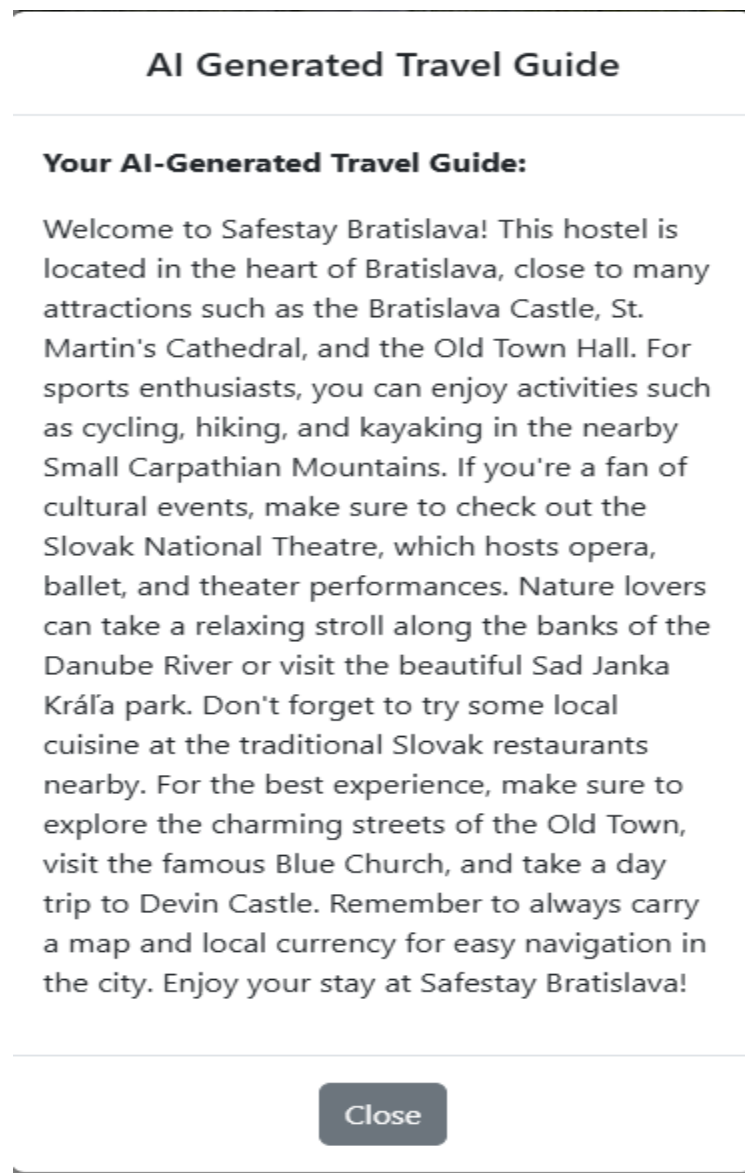 AI Generated Travel Guide
Your AI-Generated Travel Guide:
Welcome to Safestay Bratislava! This hostel is
located in the heart of Bratislava, close to many
attractions such as the Bratislava Castle, St.
Martin's Cathedral, and the Old Town Hall. For
sports enthusiasts, you can enjoy activities such
as cycling, hiking, and kayaking in the nearby
Small Carpathian Mountains. If you're a fan of
cultural events, make sure to check out the
Slovak National Theatre, which hosts opera,
ballet, and theater performances. Nature lovers
can take a relaxing stroll along the banks of the
Danube River or visit the beautiful Sad Janka
Kráľa park. Don't forget to try some local
cuisine at the traditional Slovak restaurants
nearby. For the best experience, make sure to
explore the charming streets of the Old Town,
visit the famous Blue Church, and take a day
trip to Devin Castle. Remember to always carry
a map and local currency for easy navigation in
the city. Enjoy your stay at Safestay Bratislava!
Close